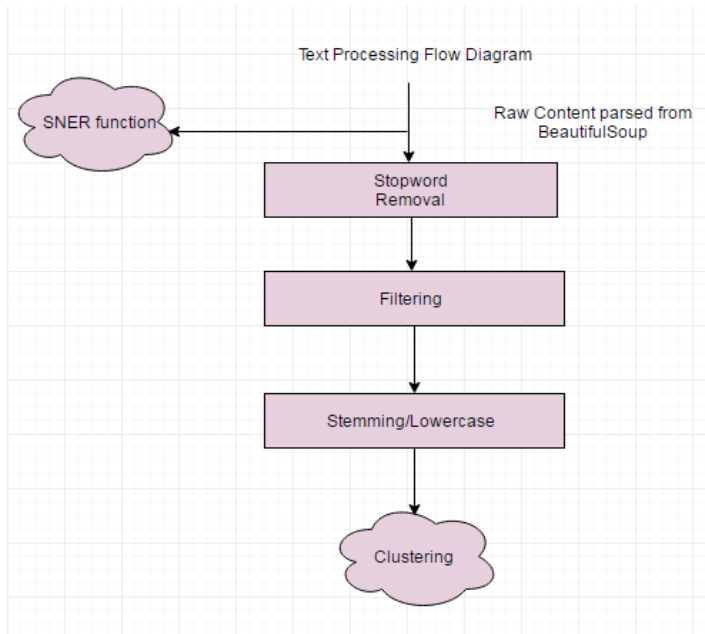 Text Processing Flow Diagram
SNER function
Raw Content parsed from
BeautifulSoup
Stopword
Removal
Filtering
Stemming/Lowercase
Clustering